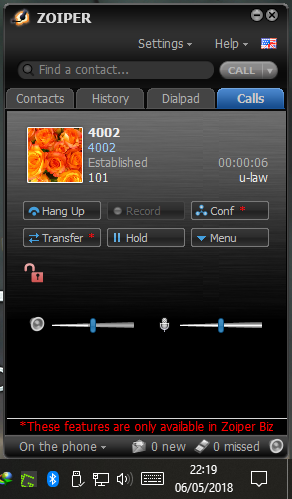 ZOIPER
Settings Help
Find a contact... CALL
Contacts History Dialpad Calls
4002
4002
Established 00:00:06
101 u-law
Hang Up Record Conf *
Transfer * Hold Menu
*These features are only available in Zoiper Biz
On the phone 0 new 0 missed
22:19
06/05/2018